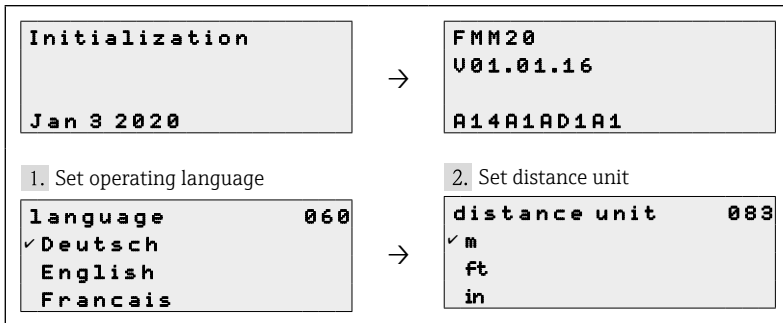 Initialization
Jan 3 2020
→
FMM20
V01.01.16
A14A1AD1A1
1. Set operating language
language 060
✓Deutsch
English
Francais
→
2. Set distance unit
distance unit 083
✓m
ft
in